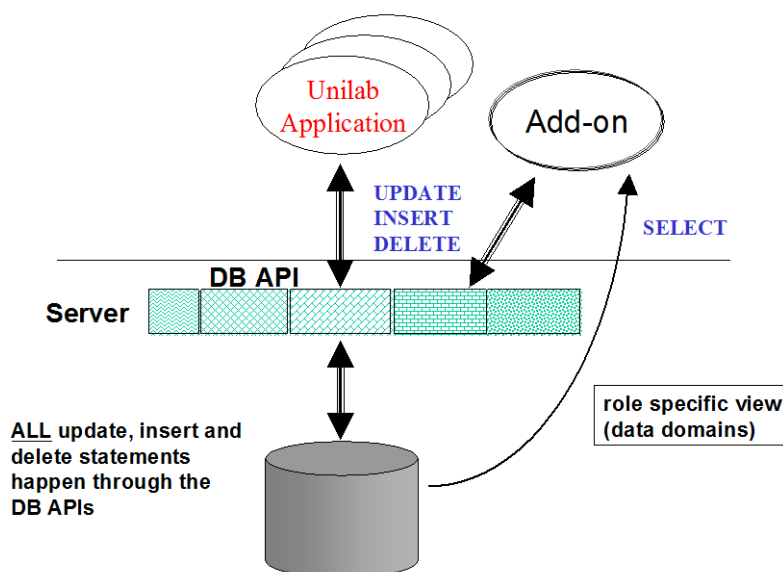 Unilab
Application
Add-on
UPDATE
INSERT
DELETE
SELECT
DB API
Server
ALL update, insert and
delete statements
happen through the
DB APIs
role specific view
(data domains)